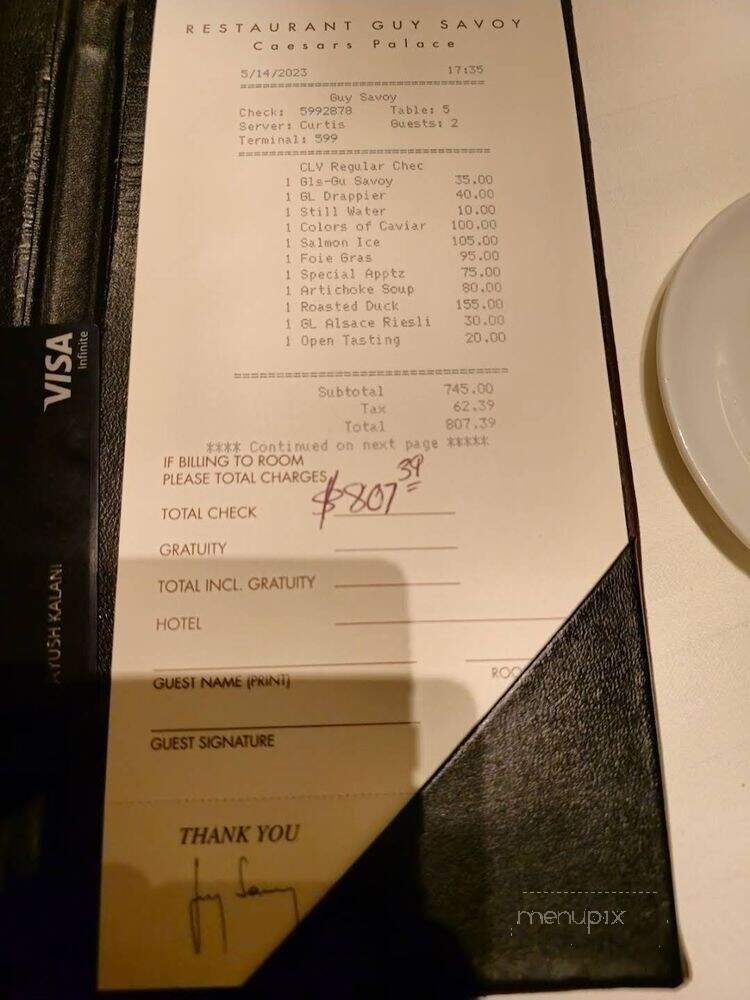 RESTAURANT GUY SAVOY
Caesars Palace
5/14/2023 17:35
================================
Guy Savoy
Check: 5992878 Table: 5
Server: Curtis Guests: 2
Terminal: 599
================================
CLV Regular Chec
1 Gls-Gu Savoy 35.00
1 GL Drappier 40.00
1 Still Water 10.00
1 Colors of Caviar 100.00
1 Salmon Ice 105.00
1 Foie Gras 95.00
1 Special Apptz 75.00
1 Artichoke Soup 80.00
1 Roasted Duck 155.00
1 GL Alsace Riesli 30.00
1 Open Tasting 20.00
================================
Subtotal 745.00
Tax 62.39
Total 807.39
**** Continued on next page *****
IF BILLING TO ROOM
PLEASE TOTAL CHARGES
TOTAL CHECK $807 39
GRATUITY
TOTAL INCL. GRATUITY
HOTEL
ROO
GUEST NAME (PRINT)
GUEST SIGNATURE
THANK YOU
Guy Savoy
VISA
Infinite
AYUSH KALANI
menupix